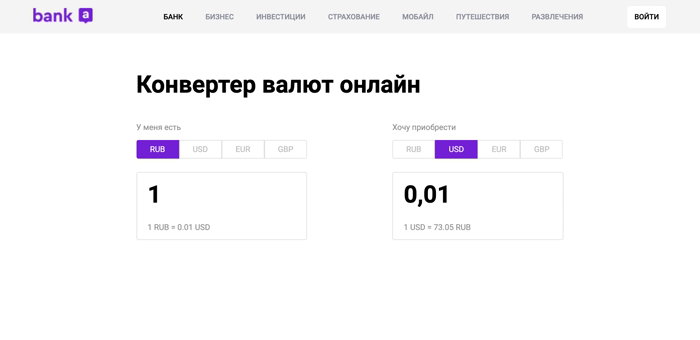 bank a
БАНК БИЗНЕС ИНВЕСТИЦИИ СТРАХОВАНИЕ МОБАЙЛ ПУТЕШЕСТВИЯ РАЗВЛЕЧЕНИЯ ВОЙТИ
Конвертер валют онлайн
У меня есть
RUB USD EUR GBP
1
1 RUB = 0.01 USD
Хочу приобрести
RUB USD EUR GBP
0,01
1 USD = 73.05 RUB